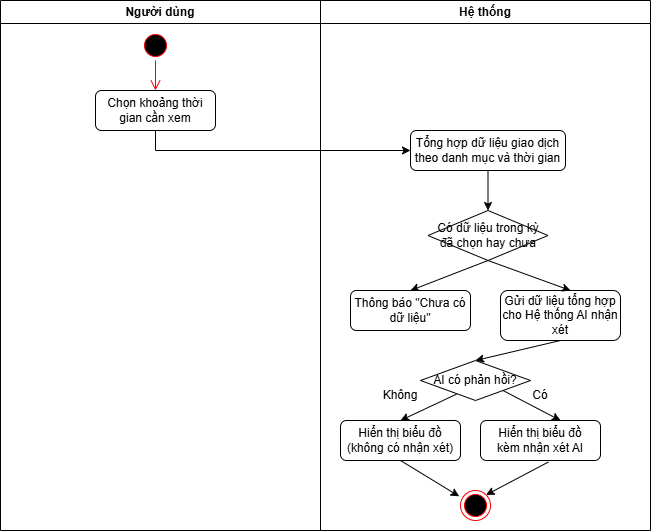 Người dùng
Hệ thống
Chọn khoảng thời
gian cần xem
Tổng hợp dữ liệu giao dịch
theo danh mục và thời gian
Có dữ liệu trong kỳ
đã chọn hay chưa
Thông báo "Chưa có
dữ liệu"
Gửi dữ liệu tổng hợp
cho Hệ thống AI nhận
xét
AI có phản hồi?
Không
Có
Hiển thị biểu đồ
(không có nhận xét)
Hiển thị biểu đồ
kèm nhận xét AI